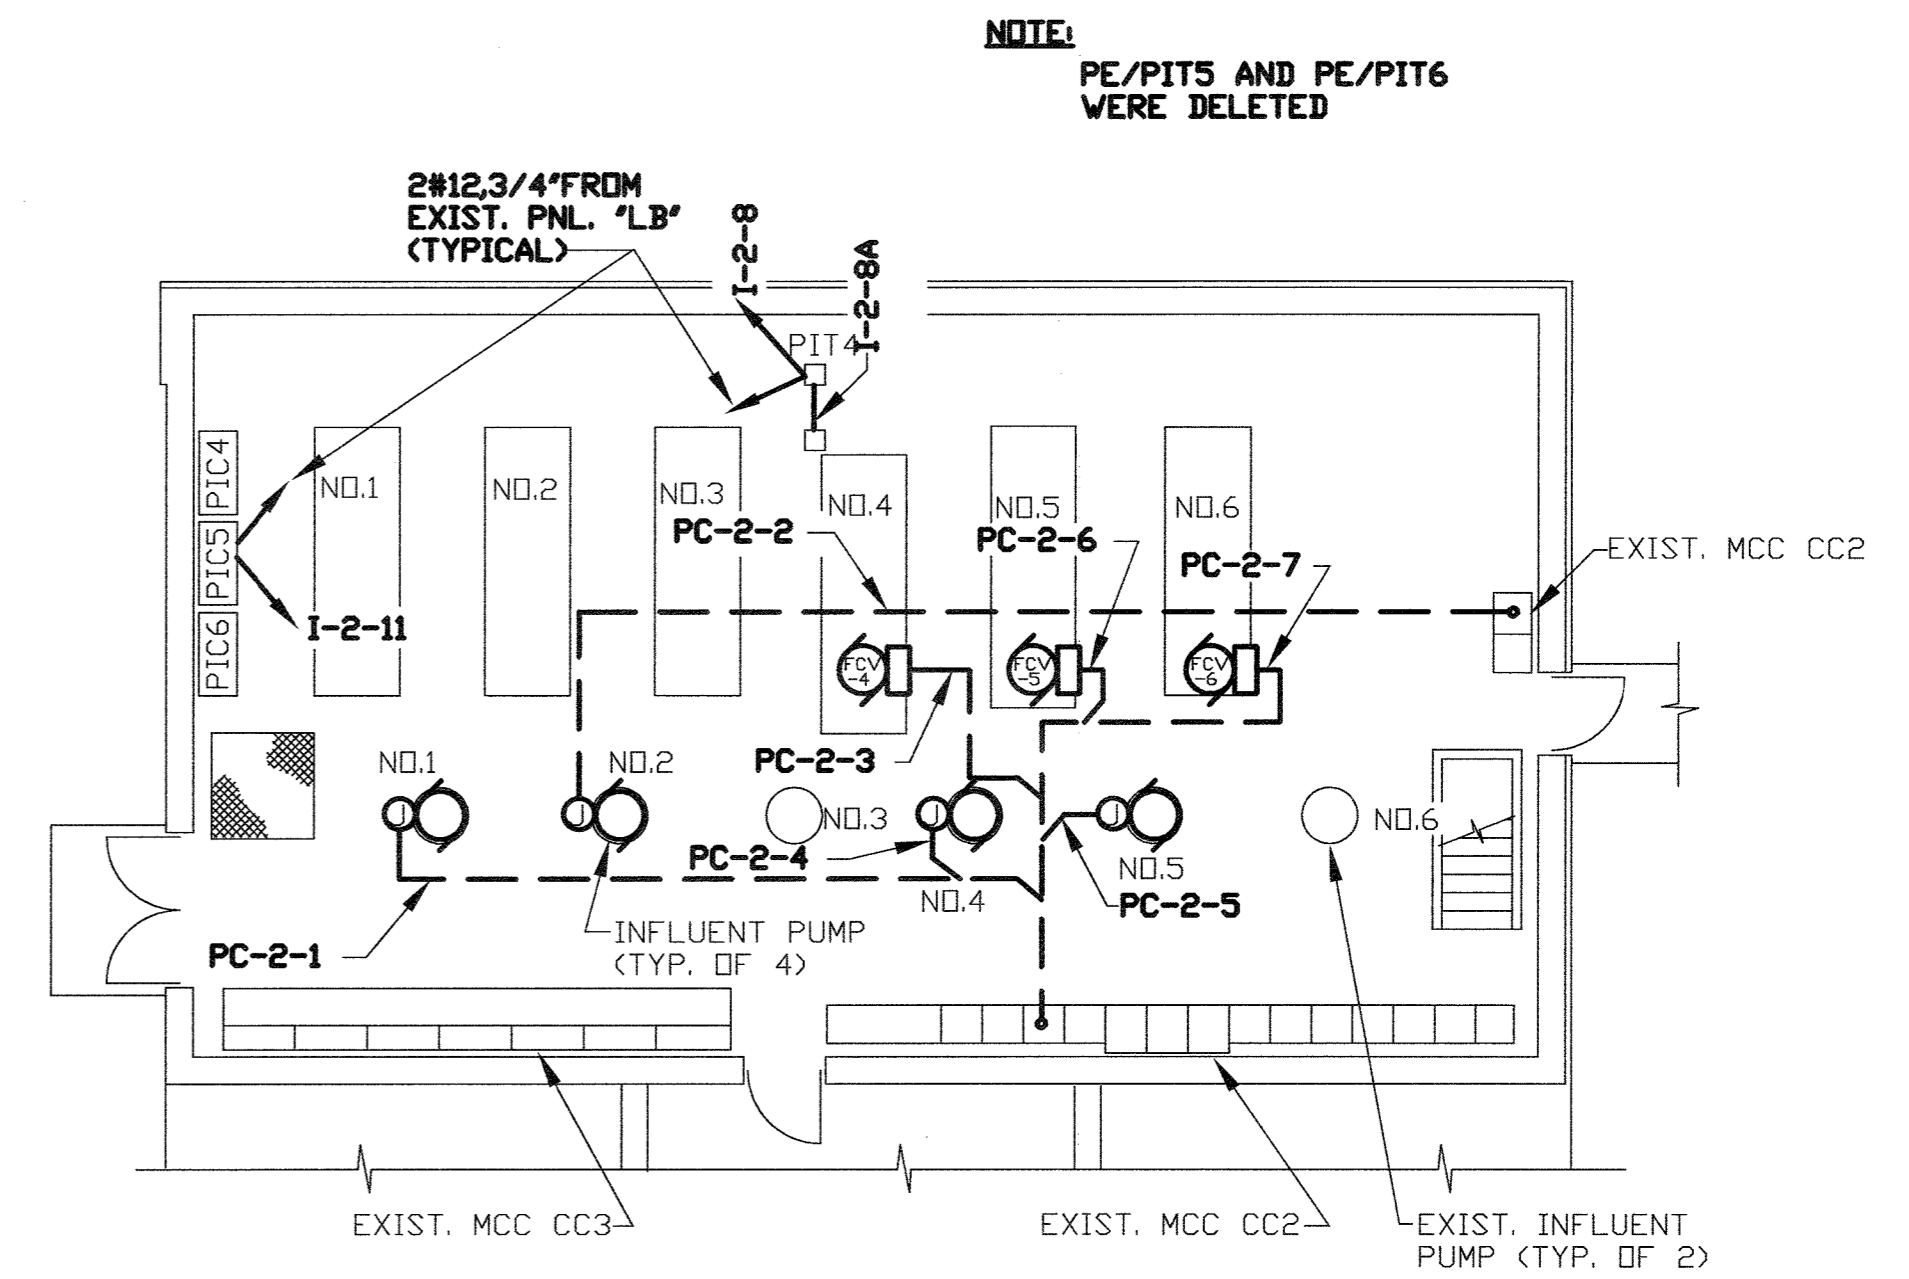 NOTE:
PE/PIT5 AND PE/PIT6
WERE DELETED
2#12,3/4"FROM
EXIST. PNL. "LB"
(TYPICAL)
I-2-8
I-2-8A
PIT4
PIC4
PIC5
PIC6
NO.1
NO.2
NO.3
NO.4
NO.5
NO.6
PC-2-2
PC-2-6
PC-2-7
EXIST. MCC CC2
I-2-11
FCV
-4
FCV
-5
FCV
-6
PC-2-3
NO.1
NO.2
J
J
NO.3
J
J
NO.6
PC-2-4
NO.5
NO.4
PC-2-5
INFLUENT PUMP
(TYP. OF 4)
PC-2-1
EXIST. MCC CC3
EXIST. MCC CC2
EXIST. INFLUENT
PUMP (TYP. OF 2)